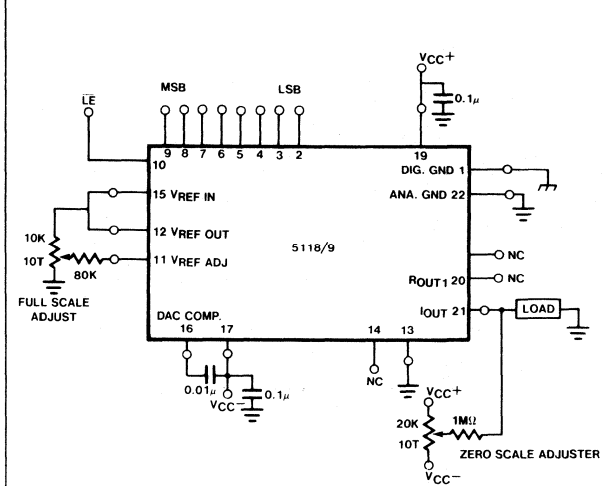 VCC+
MSB LSB
LE
0.1μ
9 8 7 6 5 4 3 2 19
10
DIG. GND 1
15 VREF IN
ANA. GND 22
12 VREF OUT
10K
10T
5118/9
NC
11 VREF ADJ
80K
ROUT1 20
NC
FULL SCALE
ADJUST
IOUT 21
LOAD
DAC COMP.
16 17 14 13
0.01μ
VCC−
0.1μ
NC
VCC+
20K
10T
1MΩ
ZERO SCALE ADJUSTER
VCC−